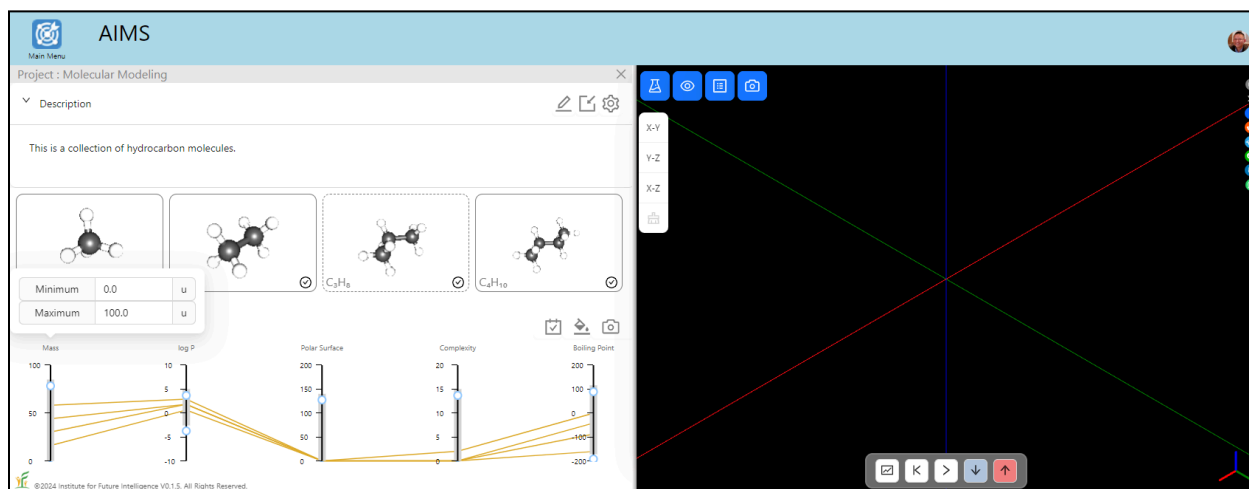 AIMS
Main Menu
Project : Molecular Modeling
Description
This is a collection of hydrocarbon molecules.
C₃H₈
C₄H₁₀
Minimum 0.0 u
Maximum 100.0 u
Mass log P Polar Surface Complexity Boiling Point
100 10 200 20 200
5 150 15 100
50 0 100 10 0
-5 50 5 -100
0 -10 0 0 -200
©2024 Institute for Future Intelligence V0.1.5. All Rights Reserved.
X-Y
Y-Z
X-Z